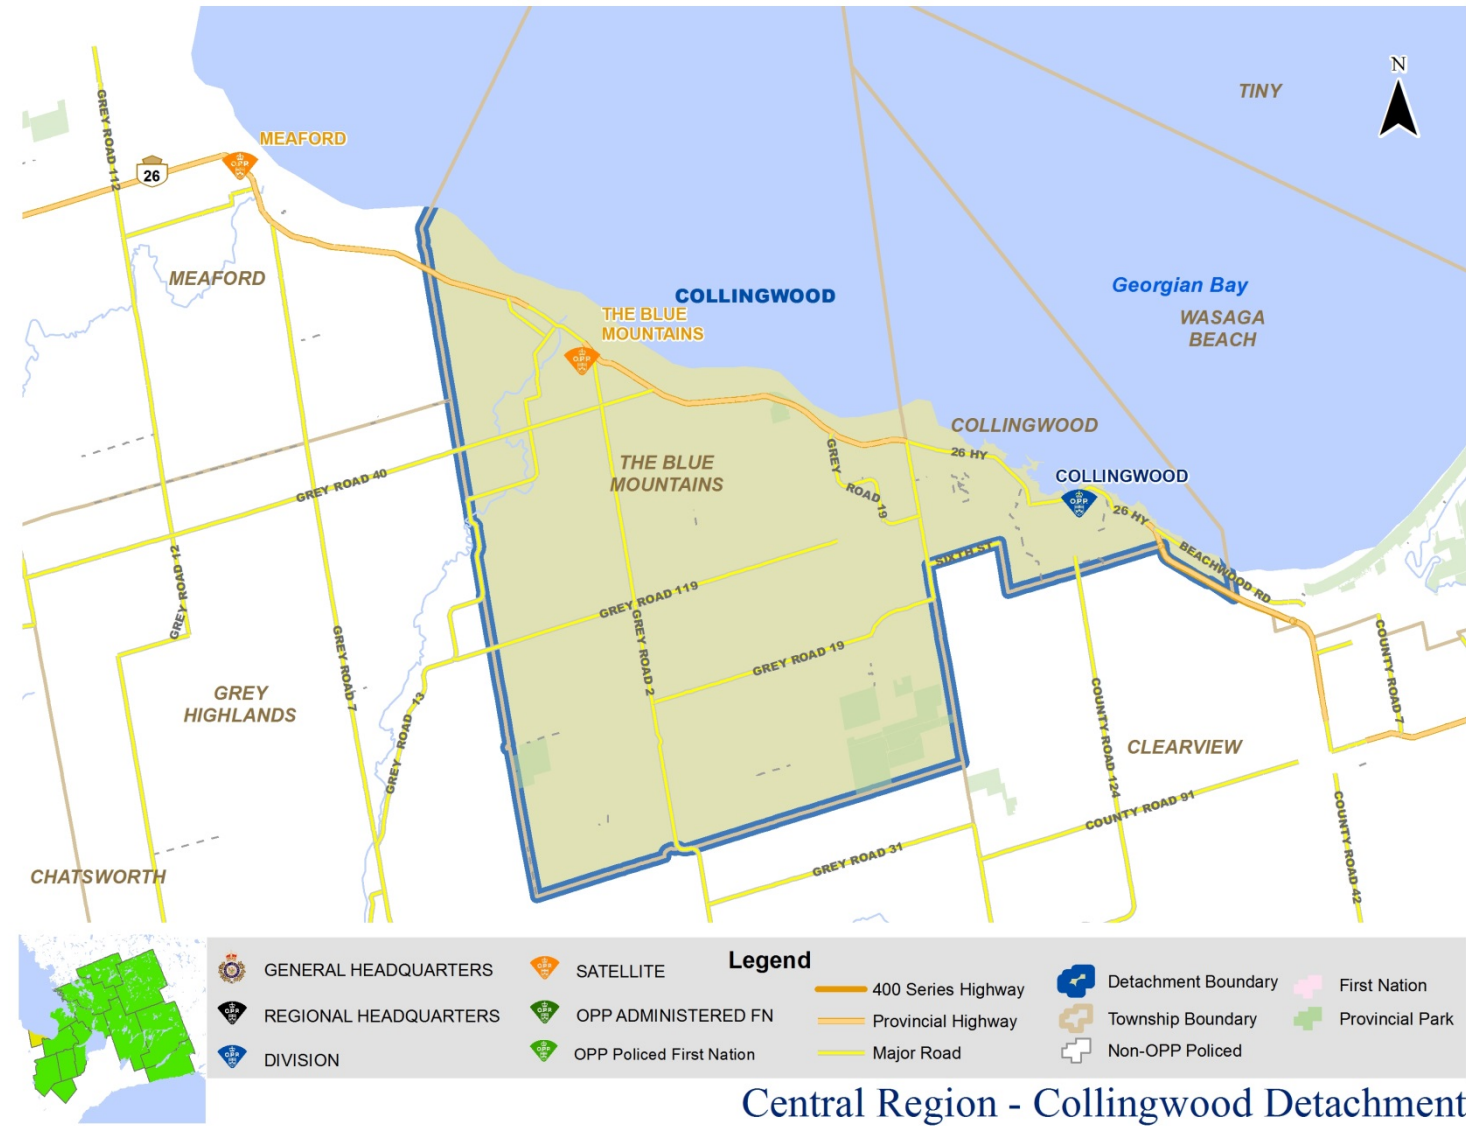 N
TINY
MEAFORD
26
GREY ROAD 112
MEAFORD
Georgian Bay
COLLINGWOOD
WASAGA
BEACH
THE BLUE
MOUNTAINS
COLLINGWOOD
26 HY
THE BLUE
MOUNTAINS
GREY
ROAD 19
COLLINGWOOD
GREY ROAD 40
26 HY
BEACHWOOD RD
SIXTH ST
GREY ROAD 12
GREY ROAD 119
GREY ROAD 7
GREY ROAD 2
GREY ROAD 19
COUNTY ROAD 7
GREY
HIGHLANDS
GREY ROAD 13
COUNTY ROAD 124
CLEARVIEW
COUNTY ROAD 91
COUNTY ROAD 42
GREY ROAD 31
CHATSWORTH
Legend
GENERAL HEADQUARTERS
REGIONAL HEADQUARTERS
DIVISION
SATELLITE
OPP ADMINISTERED FN
OPP Policed First Nation
400 Series Highway
Provincial Highway
Major Road
Detachment Boundary
Township Boundary
Non-OPP Policed
First Nation
Provincial Park
Central Region - Collingwood Detachment